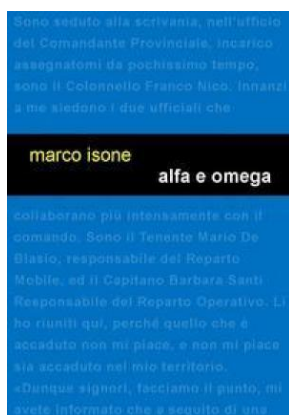 Sono seduto alla scrivania, nell'ufficio
del Comandante Provinciale, incarico
assegnatomi da pochissimo tempo,
sono il Colonnello Franco Nico. Innanzi
a me siedono i due ufficiali che
marco isone
alfa e omega
collaborano più intensamente con il
comando. Sono il Tenente Mario De
Blasio, responsabile del Reparto
Mobile, ed il Capitano Barbara Santi
Responsabile del Reparto Operativo. Li
ho riuniti qui, perché quello che è
accaduto non mi piace, e non mi piace
sia accaduto nel mio territorio.
«Dunque signori, facciamo il punto, mi
avete informato che a seguito di una